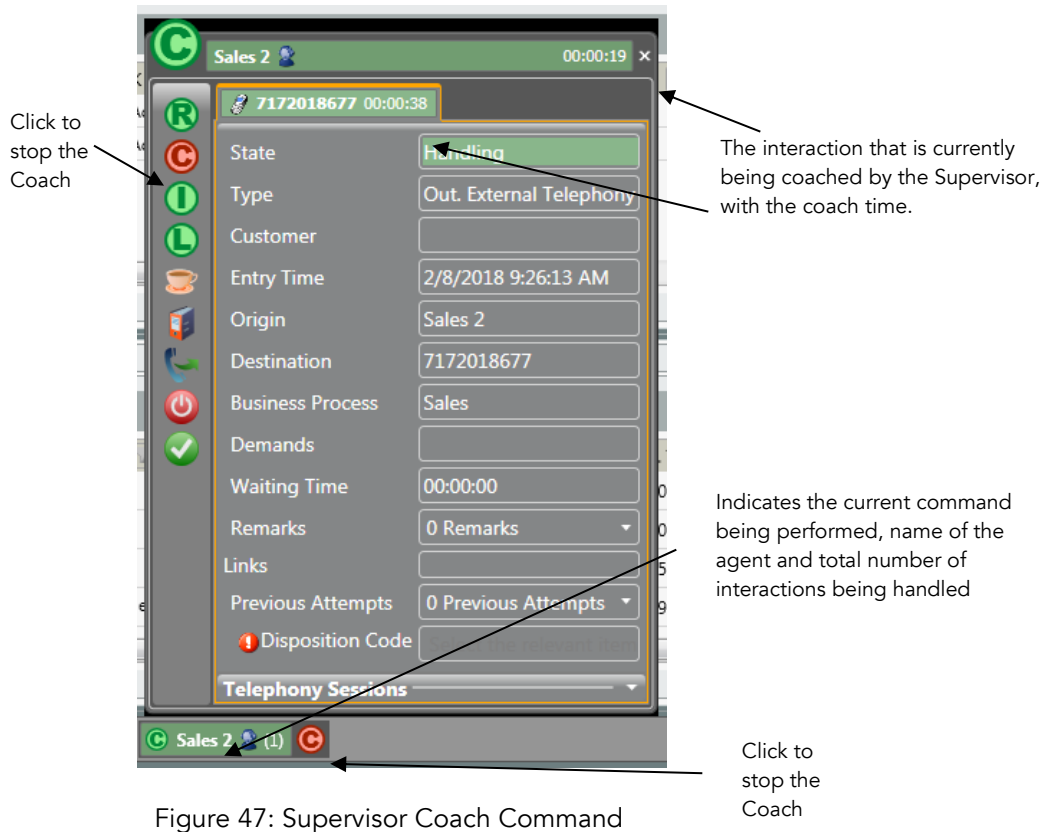 C
Sales 2 00:00:19 ×
7172018677 00:00:38
R
C
I
L
State Handling
Type Out. External Telephony
Customer
Entry Time 2/8/2018 9:26:13 AM
Origin Sales 2
Destination 7172018677
Business Process Sales
Demands
Waiting Time 00:00:00
Remarks 0 Remarks
Links
Previous Attempts 0 Previous Attempts
Disposition Code Select the relevant item
Telephony Sessions
C Sales 2 (1) C
Click to
stop the
Coach
The interaction that is currently
being coached by the Supervisor,
with the coach time.
Indicates the current command
being performed, name of the
agent and total number of
interactions being handled
Click to
stop the
Coach
Figure 47: Supervisor Coach Command